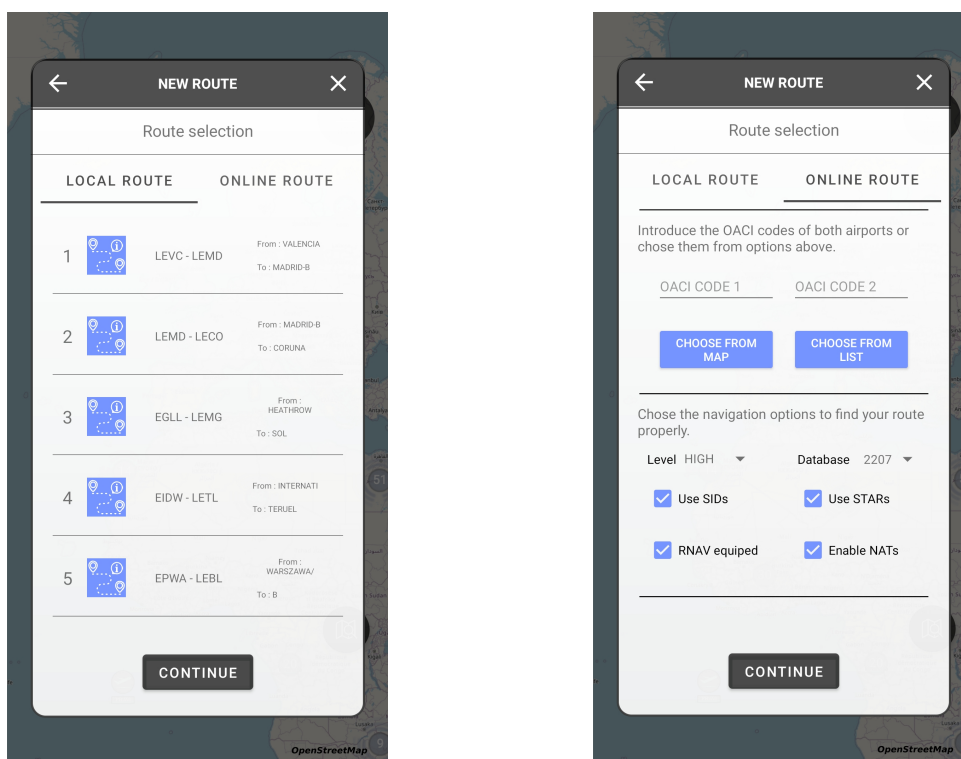 NEW ROUTE
Route selection
LOCAL ROUTE ONLINE ROUTE
1 LEVC - LEMD From : VALENCIA
To : MADRID-B
2 LEMD - LECO From : MADRID-B
To : CORUNA
3 EGLL - LEMG From :
HEATHROW
To : SOL
4 EIDW - LETL From : INTERNATI
To : TERUEL
5 EPWA - LEBL From :
WARSZAWA/
To : B
CONTINUE
OpenStreetMap
NEW ROUTE
Route selection
LOCAL ROUTE ONLINE ROUTE
Introduce the OACI codes of both airports or
chose them from options above.
OACI CODE 1 OACI CODE 2
CHOOSE FROM
MAP
CHOOSE FROM
LIST
Chose the navigation options to find your route
properly.
Level HIGH Database 2207
Use SIDs Use STARs
RNAV equiped Enable NATs
CONTINUE
OpenStreetMap